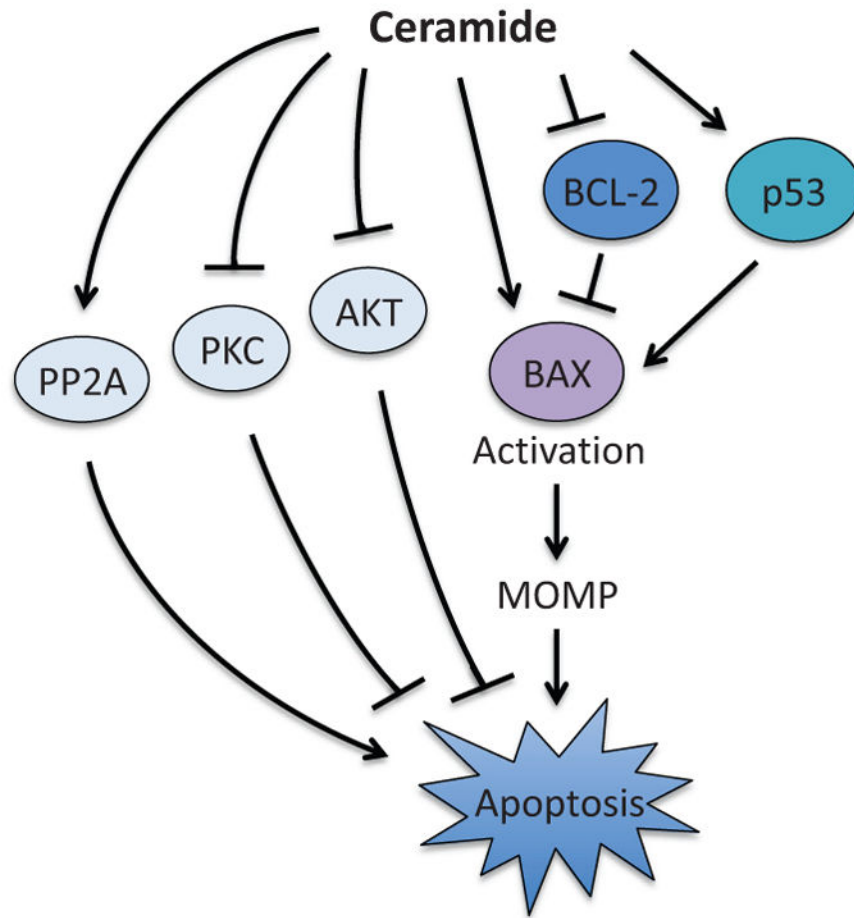 Ceramide
BCL-2
p53
AKT
PKC
PP2A
BAX
Activation
MOMP
Apoptosis